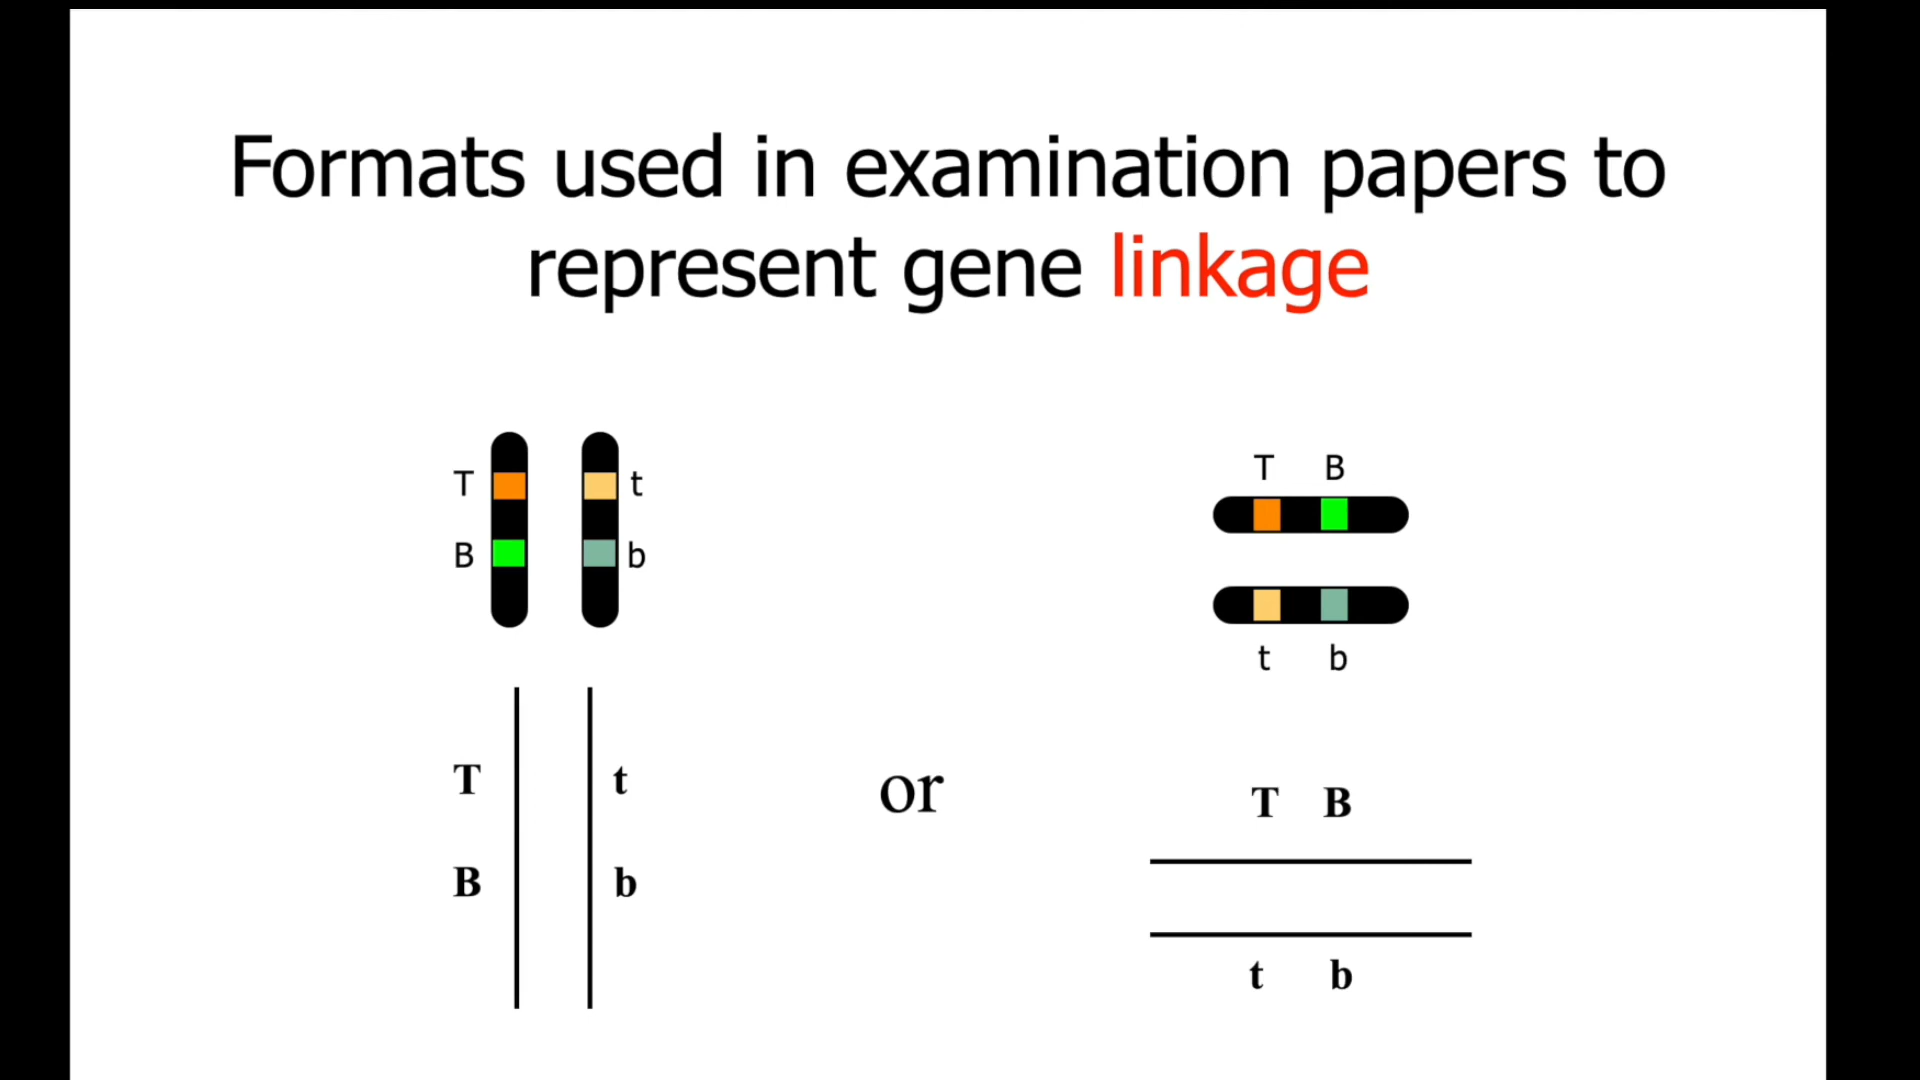 Formats used in examination papers to
represent gene linkage
T t
B b
T B
t b
T t
B b
or
T B
t b